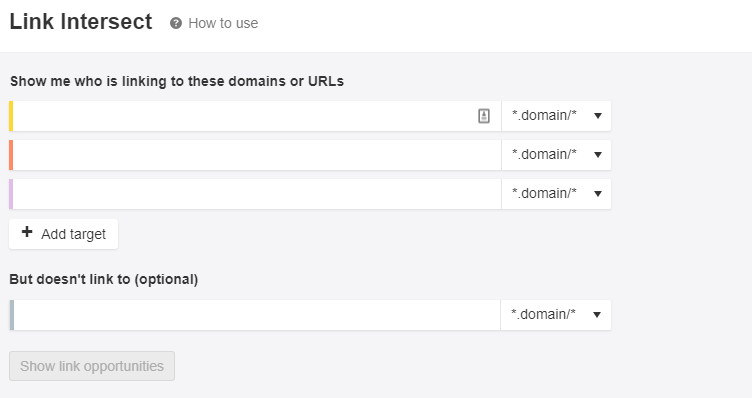 Link Intersect ? How to use
Show me who is linking to these domains or URLs
*.domain/*
*.domain/*
*.domain/*
+ Add target
But doesn't link to (optional)
*.domain/*
Show link opportunities